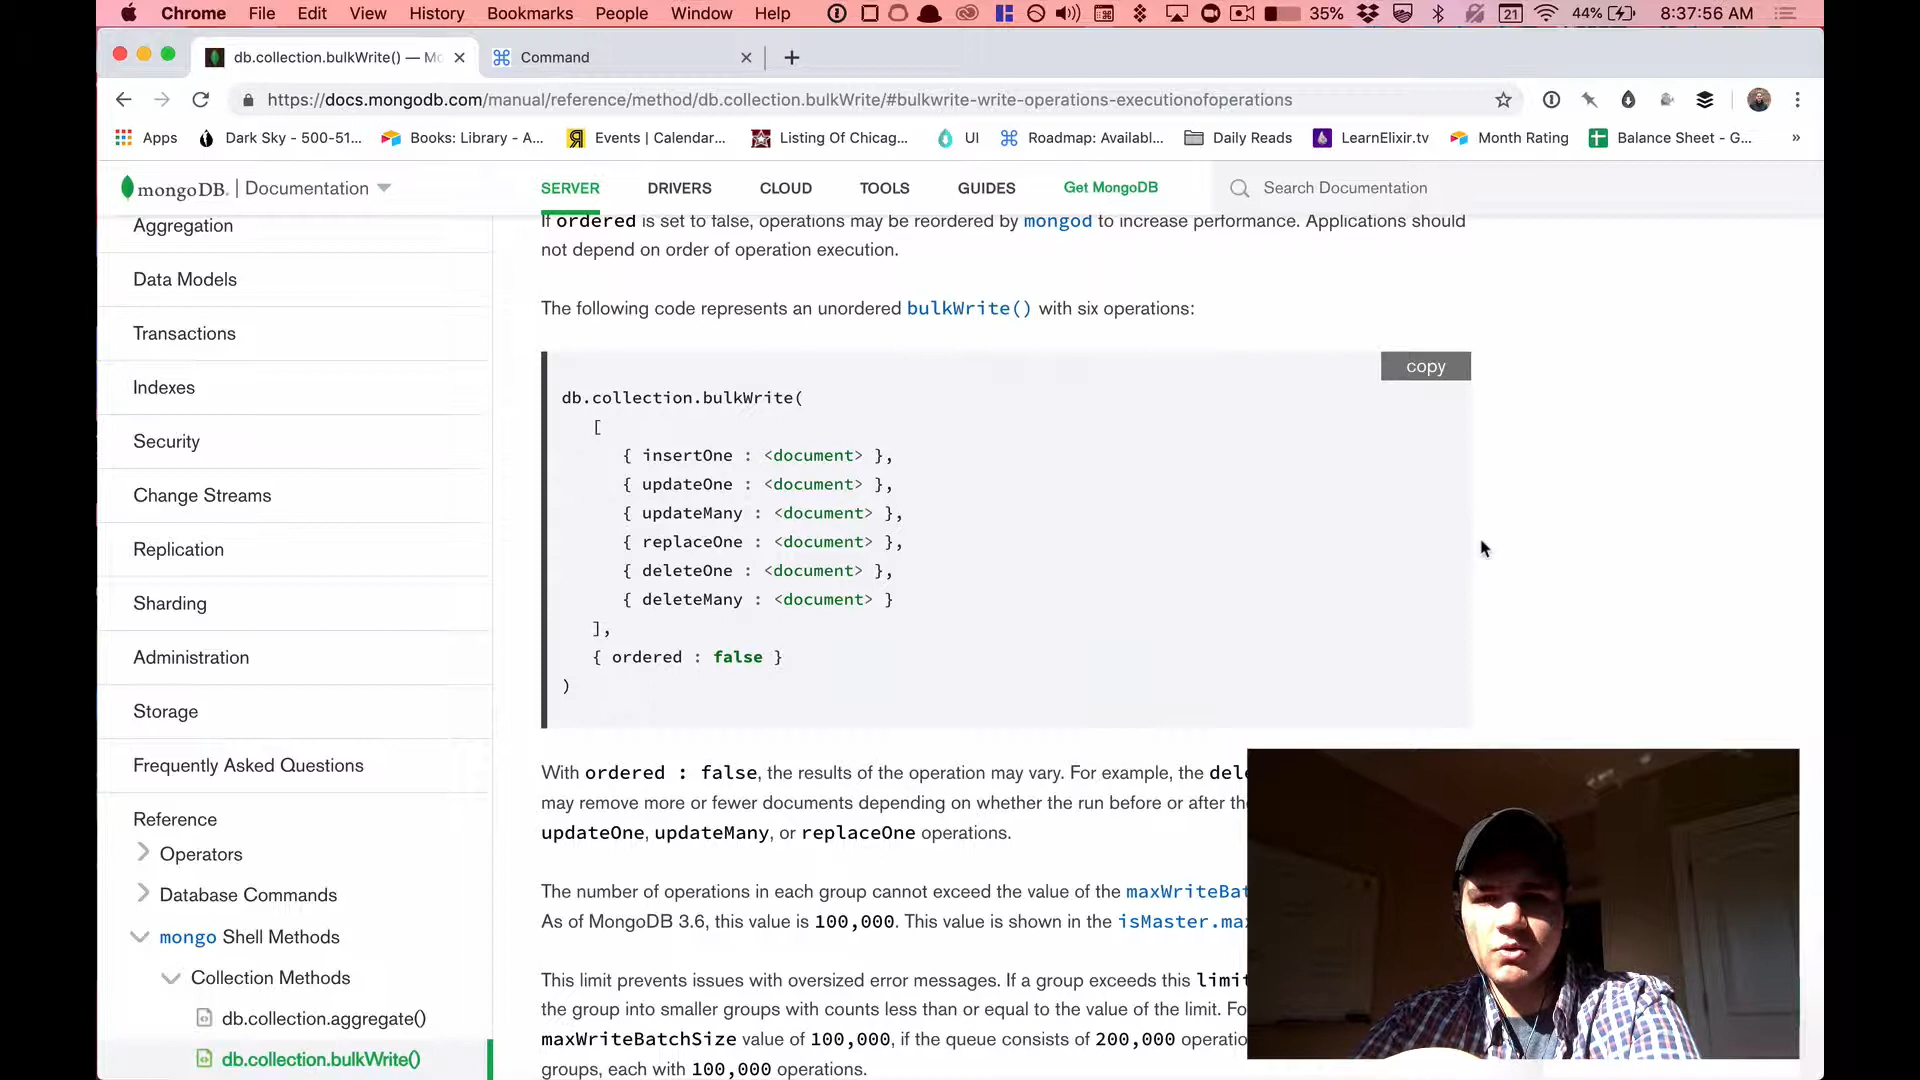 Chrome File Edit View History Bookmarks People Window Help 35% 21 44% 8:37:56 AM
db.collection.bulkWrite() — Mo Command
https://docs.mongodb.com/manual/reference/method/db.collection.bulkWrite/#bulkwrite-write-operations-executionofoperations
Apps Dark Sky - 500-51... Books: Library - A... Events | Calendar... Listing Of Chicag... UI Roadmap: Availabl... Daily Reads LearnElixir.tv Month Rating Balance Sheet - G... »
mongoDB. | Documentation SERVER DRIVERS CLOUD TOOLS GUIDES Get MongoDB Search Documentation
Aggregation
Data Models
Transactions
Indexes
Security
Change Streams
Replication
Sharding
Administration
Storage
Frequently Asked Questions
Reference
Operators
Database Commands
mongo Shell Methods
Collection Methods
db.collection.aggregate()
db.collection.bulkWrite()
If ordered is set to false, operations may be reordered by mongod to increase performance. Applications should
not depend on order of operation execution.
The following code represents an unordered bulkWrite() with six operations:
copy
db.collection.bulkWrite(
[
{ insertOne : <document> },
{ updateOne : <document> },
{ updateMany : <document> },
{ replaceOne : <document> },
{ deleteOne : <document> },
{ deleteMany : <document> }
],
{ ordered : false }
)
With ordered : false, the results of the operation may vary. For example, the dele
may remove more or fewer documents depending on whether the run before or after the
updateOne, updateMany, or replaceOne operations.
The number of operations in each group cannot exceed the value of the maxWriteBat
As of MongoDB 3.6, this value is 100,000. This value is shown in the isMaster.max
This limit prevents issues with oversized error messages. If a group exceeds this limit
the group into smaller groups with counts less than or equal to the value of the limit. Fo
maxWriteBatchSize value of 100,000, if the queue consists of 200,000 operatio
groups, each with 100,000 operations.